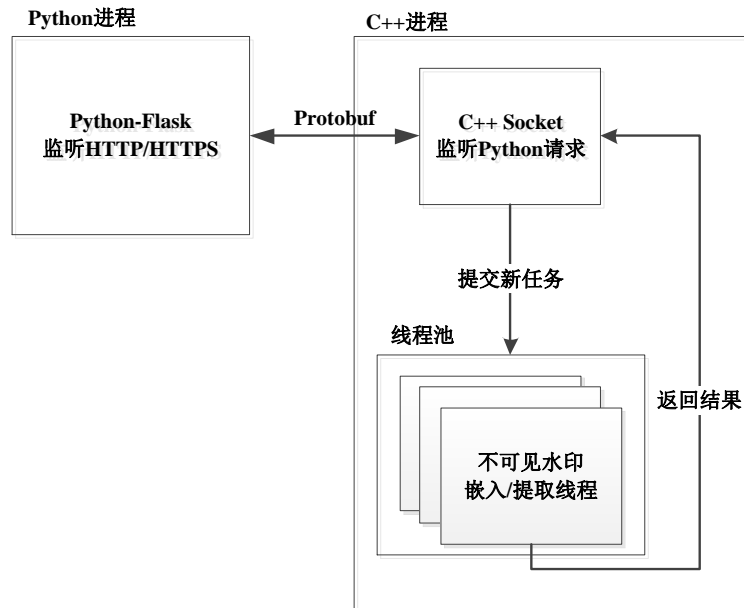 Python进程
C++进程
Python-Flask
监听HTTP/HTTPS
Protobuf
C++ Socket
监听Python请求
提交新任务
线程池
返回结果
不可见水印
嵌入/提取线程